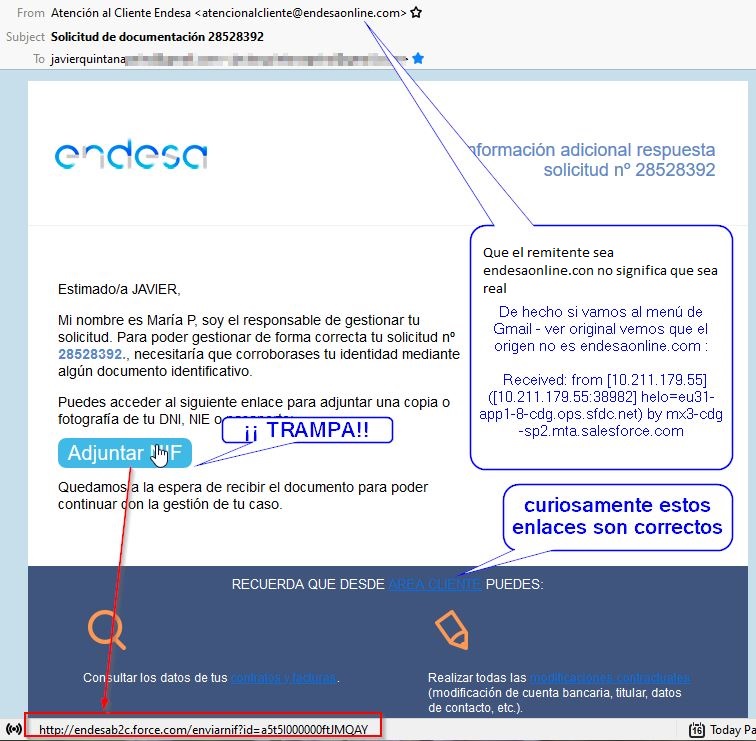 From Atención al Cliente Endesa <atencionalcliente@endesaonline.com>
Subject Solicitud de documentación 28528392
To javierquintana
endesa
nformación adicional respuesta
solicitud nº 28528392
Que el remitente sea
endesaonline.con no significa que sea
real
De hecho si vamos al menú de
Gmail - ver original vemos que el
origen no es endesaonline.com :
Received: from [10.211.179.55]
([10.211.179.55:38982] helo=eu31-
app1-8-cdg.ops.sfdc.net) by mx3-cdg
-sp2.mta.salesforce.com
Estimado/a JAVIER,
Mi nombre es María P, soy el responsable de gestionar tu
solicitud. Para poder gestionar de forma correcta tu solicitud nº
28528392., necesitaría que corroborases tu identidad mediante
algún documento identificativo.
Puedes acceder al siguiente enlace para adjuntar una copia o
fotografía de tu DNI, NIE o
¡¡ TRAMPA!!
Adjuntar NIF
Quedamos a la espera de recibir el documento para poder
continuar con la gestión de tu caso.
curiosamente estos
enlaces son correctos
RECUERDA QUE DESDE ÁREA CLIENTE PUEDES:
Consultar los datos de tus contratos y facturas.
Realizar todas las modificaciones contractuales
(modificación de cuenta bancaria, titular, datos
de contacto, etc.).
http://endesab2c.force.com/enviarnif?id=a5t5I000000ftJMQAY
16 Today Pa